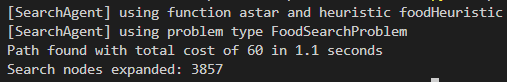 [SearchAgent] using function astar and heuristic foodHeuristic
[SearchAgent] using problem type FoodSearchProblem
Path found with total cost of 60 in 1.1 seconds
Search nodes expanded: 3857